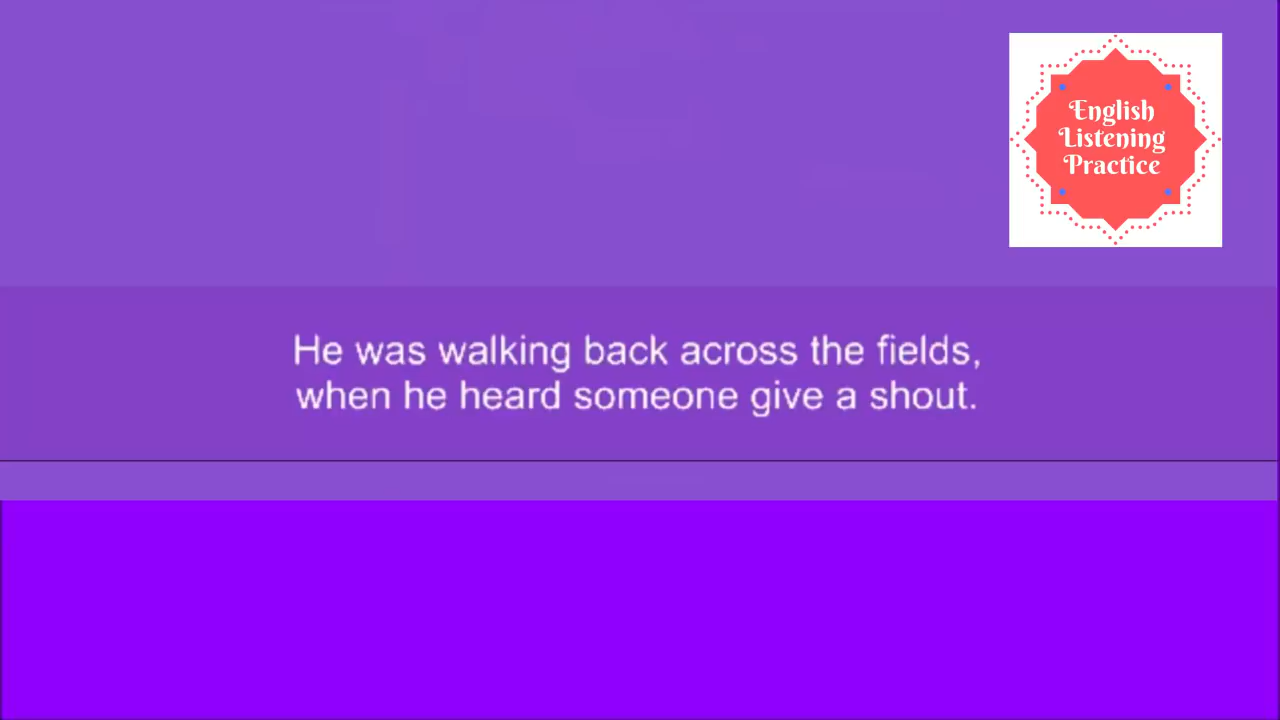 English
Listening
Practice
He was walking back across the fields,
when he heard someone give a shout.